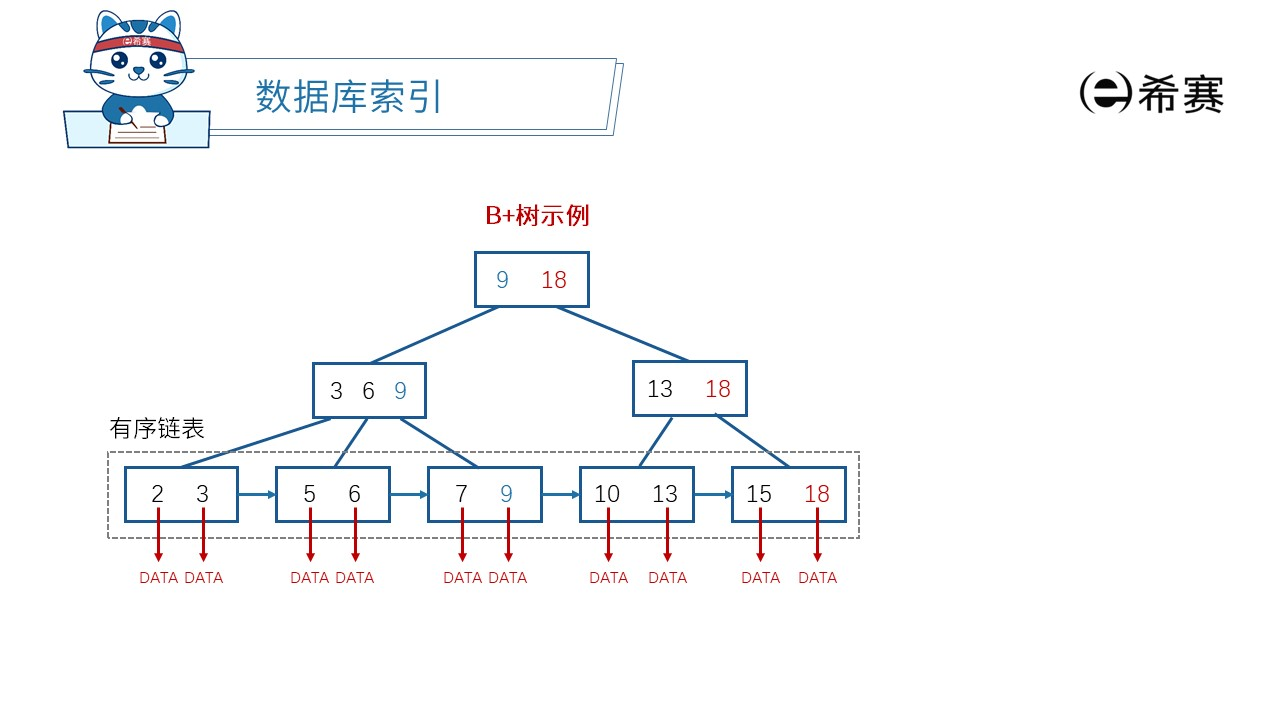 希赛
数据库索引
希赛
B+树示例
9 18
3 6 9
13 18
有序链表
2 3
5 6
7 9
10 13
15 18
DATA DATA DATA DATA DATA DATA DATA DATA DATA DATA